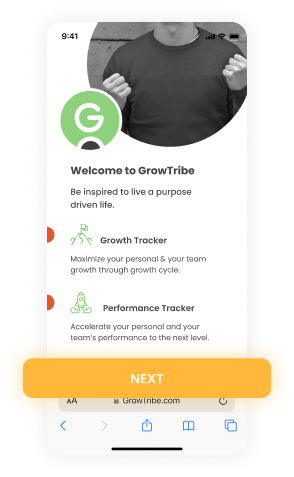 9:41
G
Welcome to GrowTribe
Be inspired to live a purpose
driven life.
Growth Tracker
Maximize your personal & your team
growth through growth cycle.
Performance Tracker
Accelerate your personal and your
team's performance to the next level.
NEXT
AA GrowTribe.com